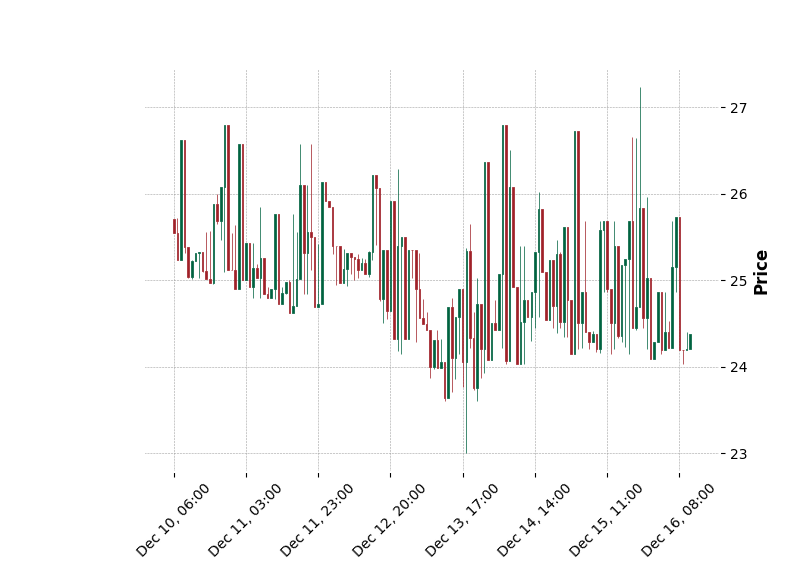 27
26
25
24
23
Price
Dec 10, 06:00
Dec 11, 03:00
Dec 11, 23:00
Dec 12, 20:00
Dec 13, 17:00
Dec 14, 14:00
Dec 15, 11:00
Dec 16, 08:00